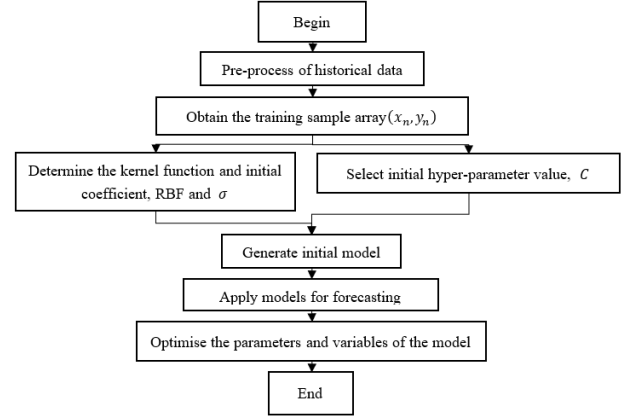 Begin
Pre-process of historical data
Obtain the training sample array(xₙ,yₙ)
Determine the kernel function and initial
coefficient, RBF and σ
Select initial hyper-parameter value, C
Generate initial model
Apply models for forecasting
Optimise the parameters and variables of the model
End